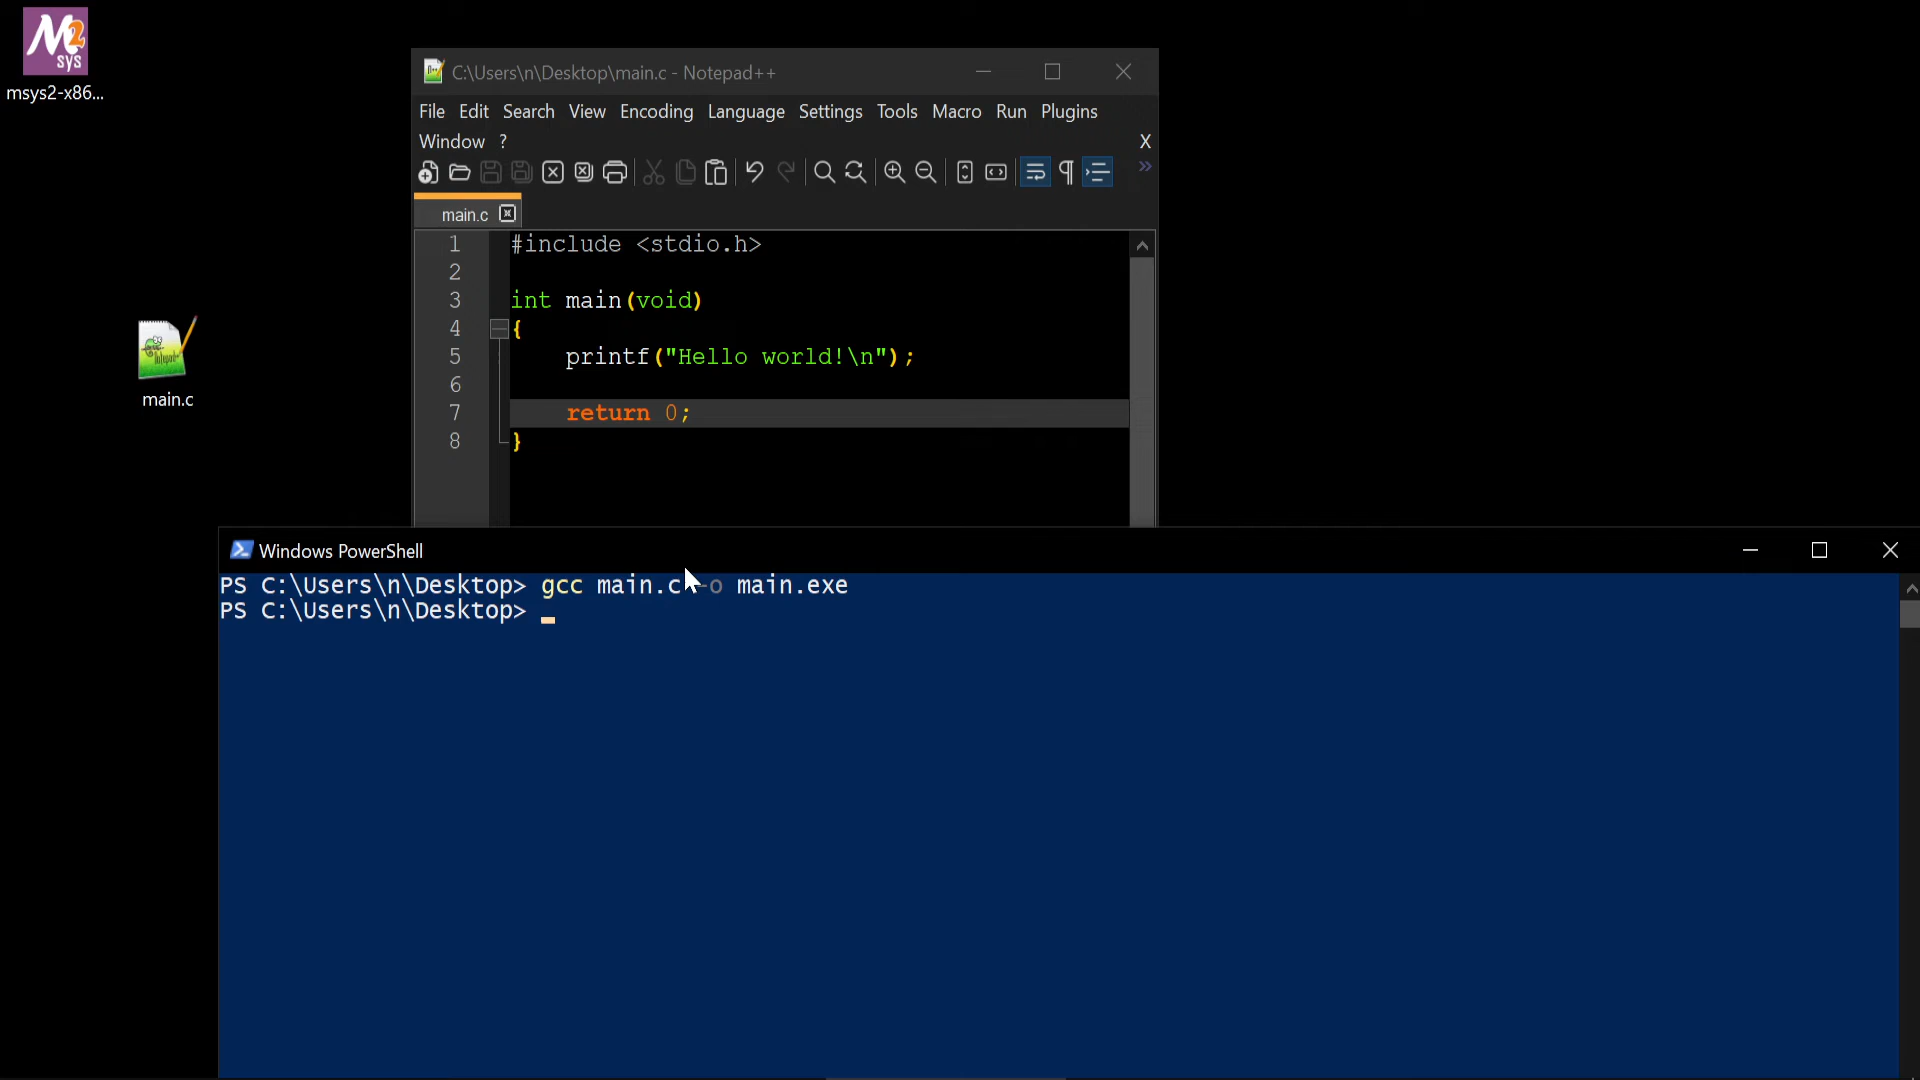 M2
sys
msys2-x86...
C:\Users\n\Desktop\main.c - Notepad++
File Edit Search View Encoding Language Settings Tools Macro Run Plugins
Window ? X
main.c
1 #include <stdio.h>
2
3 int main(void)
4 {
5 printf("Hello world!\n");
6
7 return 0;
8 }
main.c
Windows PowerShell
PS C:\Users\n\Desktop> gcc main.c -o main.exe
PS C:\Users\n\Desktop>